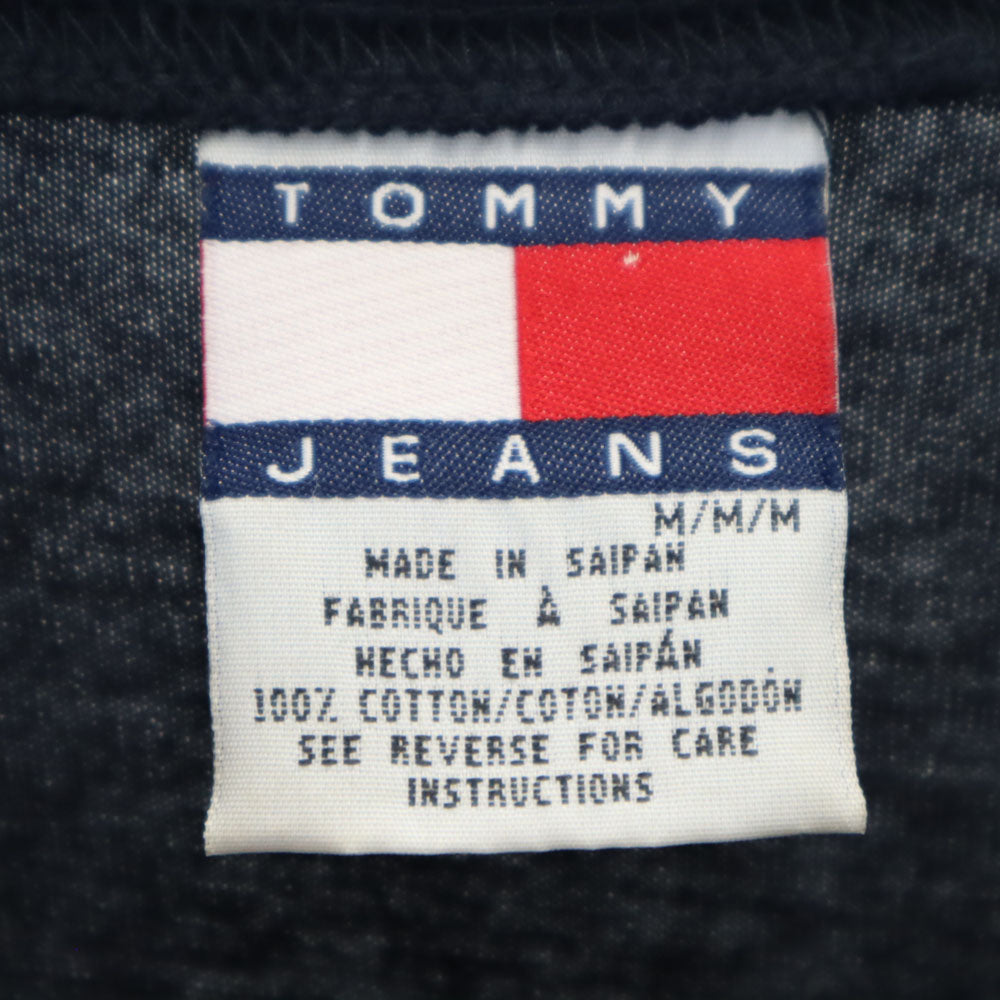 TOMMY
JEANS
M/M/M
MADE IN SAIPAN
FABRIQUE À SAIPAN
HECHO EN SAIPÁN
100% COTTON/COTON/ALGODÓN
SEE REVERSE FOR CARE
INSTRUCTIONS